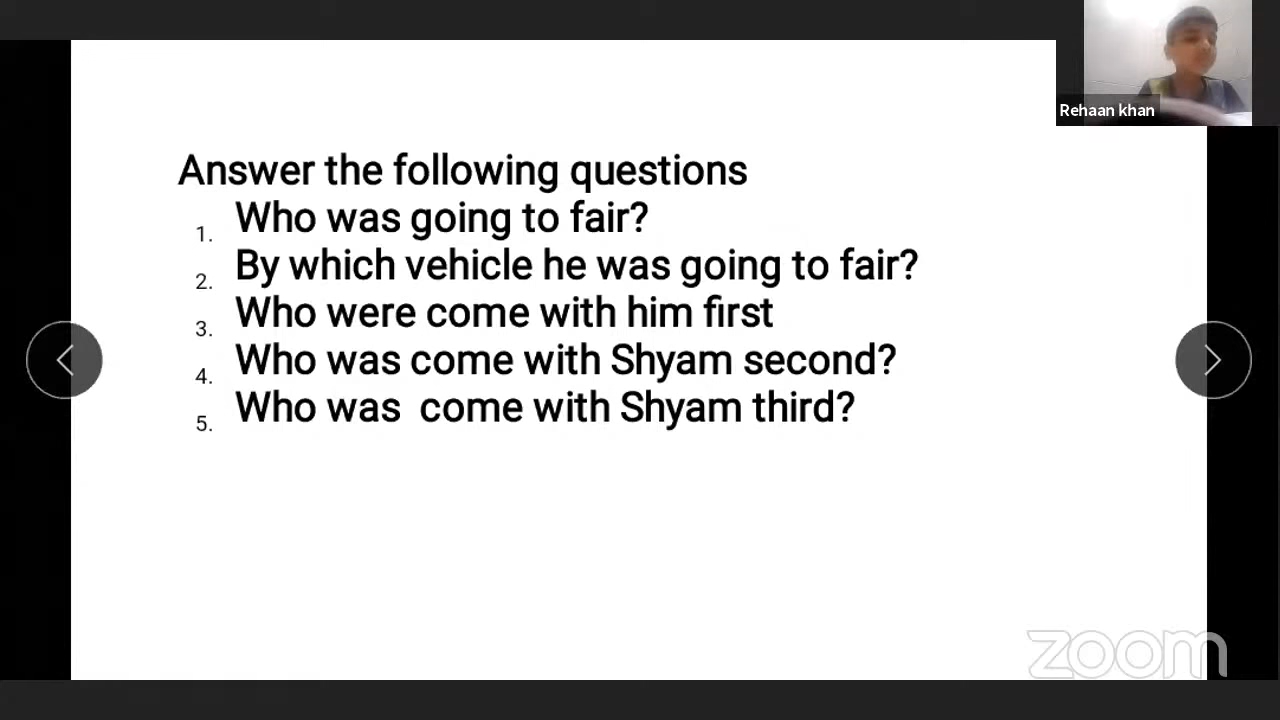 Rehaan khan
Answer the following questions
1. Who was going to fair?
2. By which vehicle he was going to fair?
3. Who were come with him first
4. Who was come with Shyam second?
5. Who was  come with Shyam third?
zoom